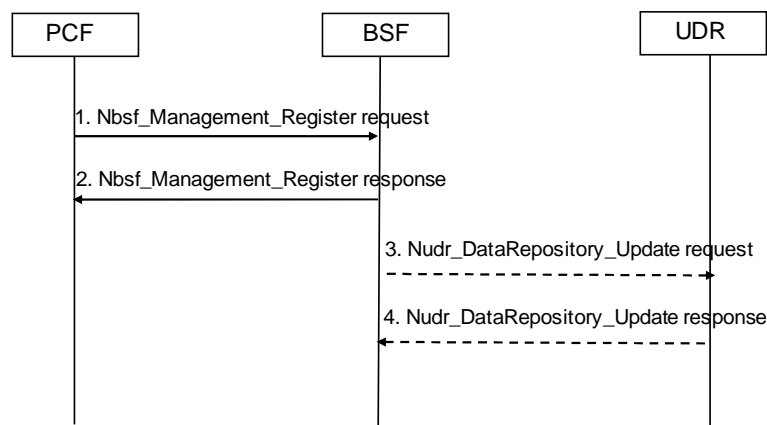 PCF
BSF
UDR
1. Nbsf_Management_Register request
2. Nbsf_Management_Register response
3. Nudr_DataRepository_Update request
4. Nudr_DataRepository_Update response